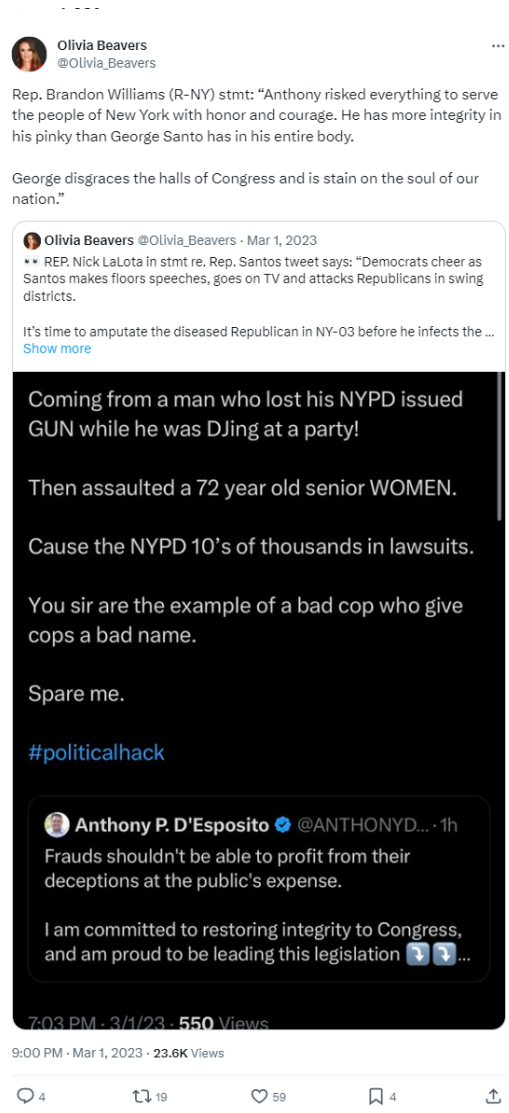 Olivia Beavers
@Olivia_Beavers
Rep. Brandon Williams (R-NY) stmt: “Anthony risked everything to serve
the people of New York with honor and courage. He has more integrity in
his pinky than George Santo has in his entire body.
George disgraces the halls of Congress and is stain on the soul of our
nation.”
Olivia Beavers @Olivia_Beavers · Mar 1, 2023
👀 REP. Nick LaLota in stmt re. Rep. Santos tweet says: “Democrats cheer as
Santos makes floors speeches, goes on TV and attacks Republicans in swing
districts.
It’s time to amputate the diseased Republican in NY-03 before he infects the ...
Show more
Coming from a man who lost his NYPD issued
GUN while he was DJing at a party!
Then assaulted a 72 year old senior WOMEN.
Cause the NYPD 10’s of thousands in lawsuits.
You sir are the example of a bad cop who give
cops a bad name.
Spare me.
#politicalhack
Anthony P. D'Esposito @ANTHONYD... · 1h
Frauds shouldn't be able to profit from their
deceptions at the public's expense.
I am committed to restoring integrity to Congress,
and am proud to be leading this legislation ⤵️⤵️...
7:03 PM · 3/1/23 · 550 Views
9:00 PM · Mar 1, 2023 · 23.6K Views
4 19 59 4